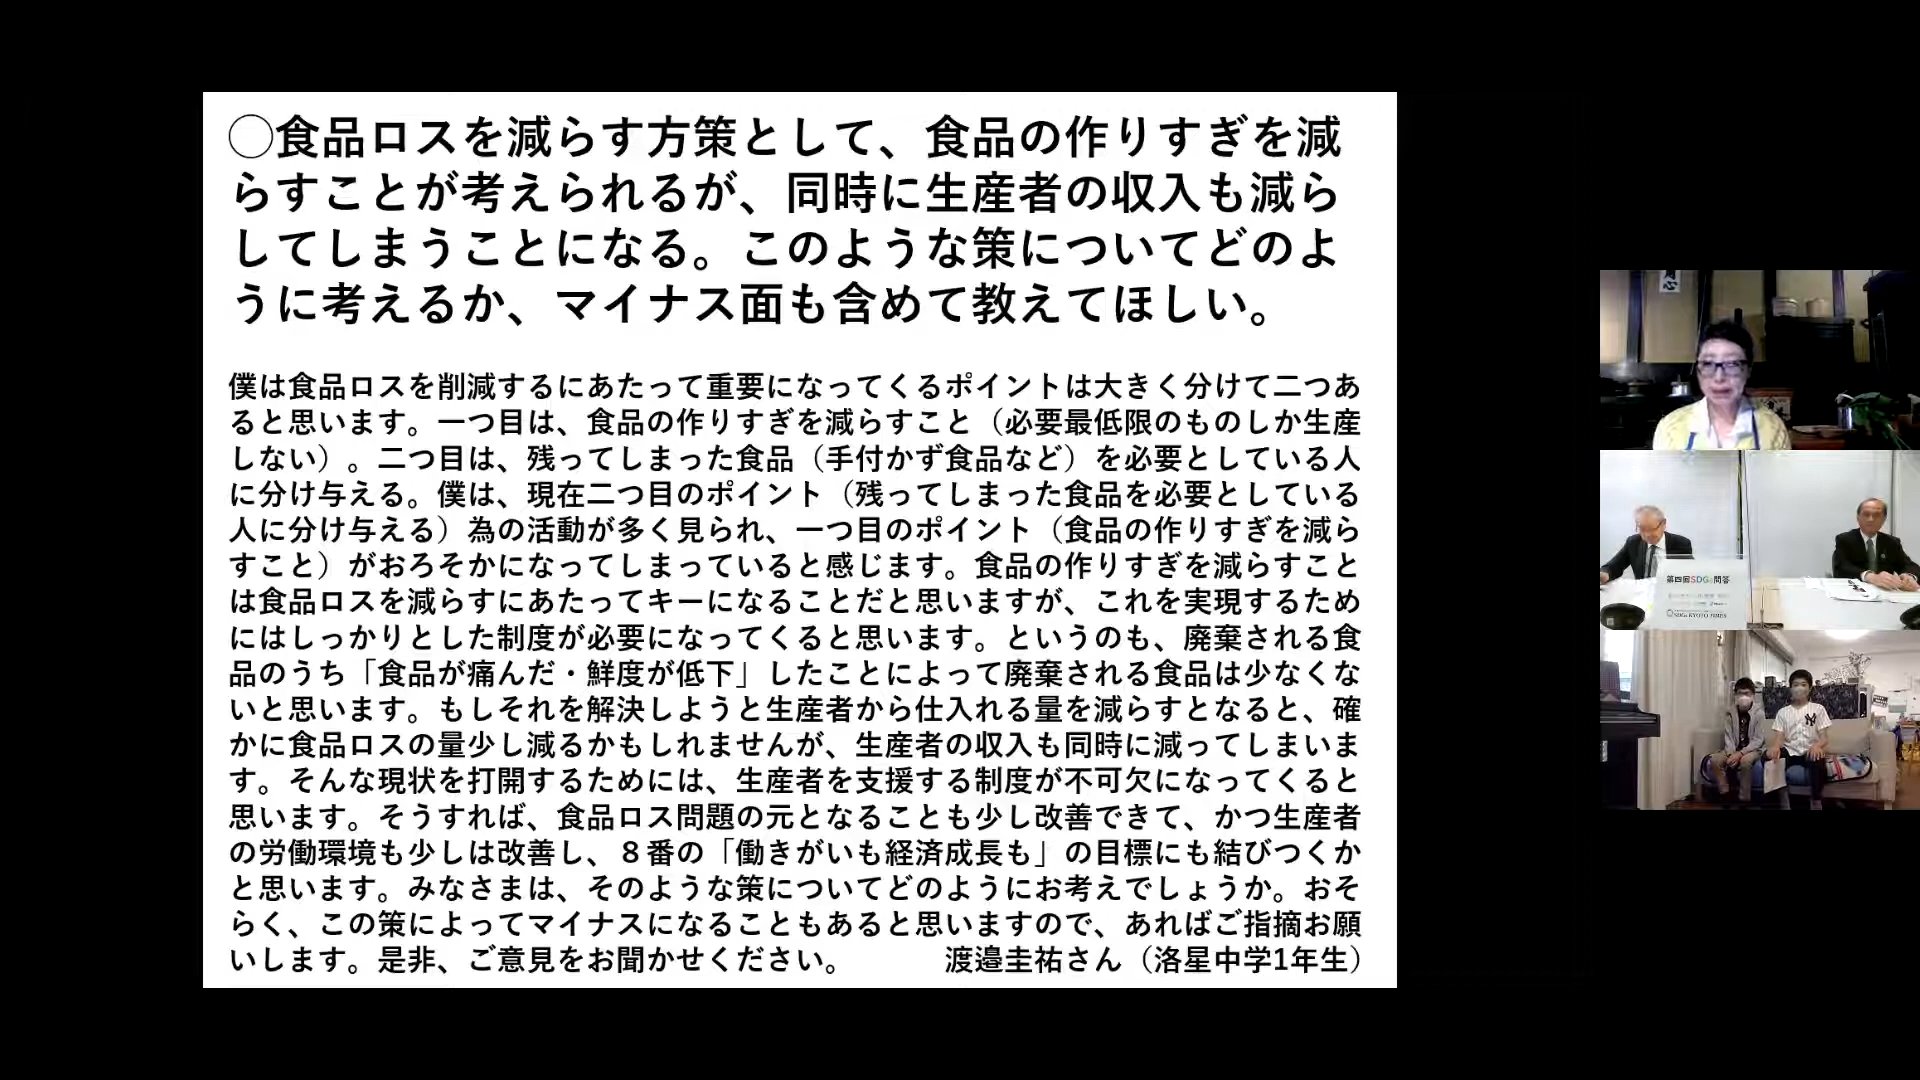 ◯食品ロスを減らす方策として、食品の作りすぎを減
らすことが考えられるが、同時に生産者の収入も減ら
してしまうことになる。このような策についてどのよ
うに考えるか、マイナス面も含めて教えてほしい。
僕は食品ロスを削減するにあたって重要になってくるポイントは大きく分けて二つあ
ると思います。一つ目は、食品の作りすぎを減らすこと（必要最低限のものしか生産
しない）。二つ目は、残ってしまった食品（手付かず食品など）を必要としている人
に分け与える。僕は、現在二つ目のポイント（残ってしまった食品を必要としている
人に分け与える）為の活動が多く見られ、一つ目のポイント（食品の作りすぎを減ら
すこと）がおろそかになってしまっていると感じます。食品の作りすぎを減らすこと
は食品ロスを減らすにあたってキーになることだと思いますが、これを実現するため
にはしっかりとした制度が必要になってくると思います。というのも、廃棄される食
品のうち「食品が痛んだ・鮮度が低下」したことによって廃棄される食品は少なくな
いと思います。もしそれを解決しようと生産者から仕入れる量を減らすとなると、確
かに食品ロスの量少し減るかもしれませんが、生産者の収入も同時に減ってしまいま
す。そんな現状を打開するためには、生産者を支援する制度が不可欠になってくると
思います。そうすれば、食品ロス問題の元となることも少し改善できて、かつ生産者
の労働環境も少しは改善し、８番の「働きがいも経済成長も」の目標にも結びつくか
と思います。みなさまは、そのような策についてどのようにお考えでしょうか。おそ
らく、この策によってマイナスになることもあると思いますので、あればご指摘お願
いします。是非、ご意見をお聞かせください。　　　渡邉圭祐さん（洛星中学1年生）
第四回SDGs問答
SDGs KYOTO TIMES